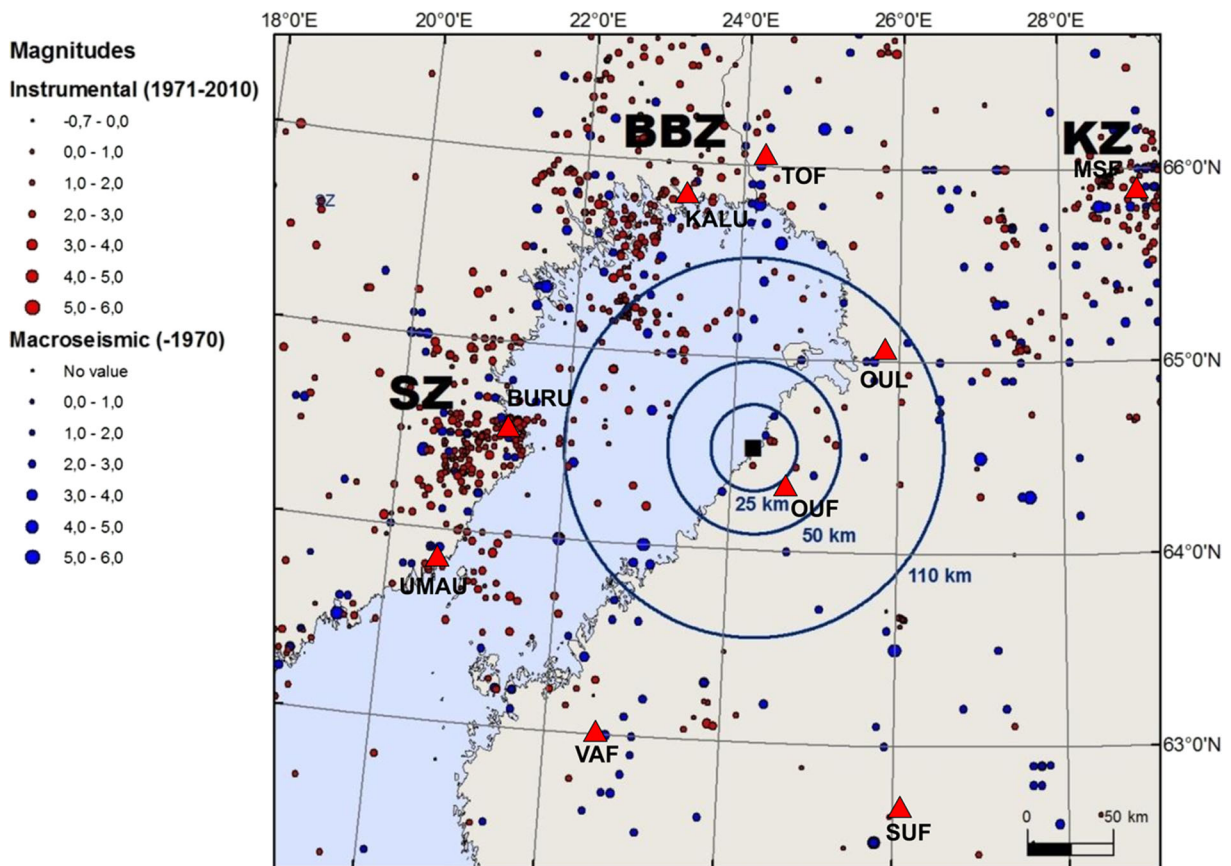 18°0'E 20°0'E 22°0'E 24°0'E 26°0'E 28°0'E
Magnitudes
Instrumental (1971-2010)
-0,7 - 0,0
0,0 - 1,0
1,0 - 2,0
2,0 - 3,0
3,0 - 4,0
4,0 - 5,0
5,0 - 6,0
Macroseismic (-1970)
No value
0,0 - 1,0
1,0 - 2,0
2,0 - 3,0
3,0 - 4,0
4,0 - 5,0
5,0 - 6,0
BBZ
KZ
MSF
66°0'N
TOF
KALU
65°0'N
OUL
SZ
BURU
OUF
25 km
50 km
64°0'N
110 km
UMAU
63°0'N
VAF
SUF
0 50 km